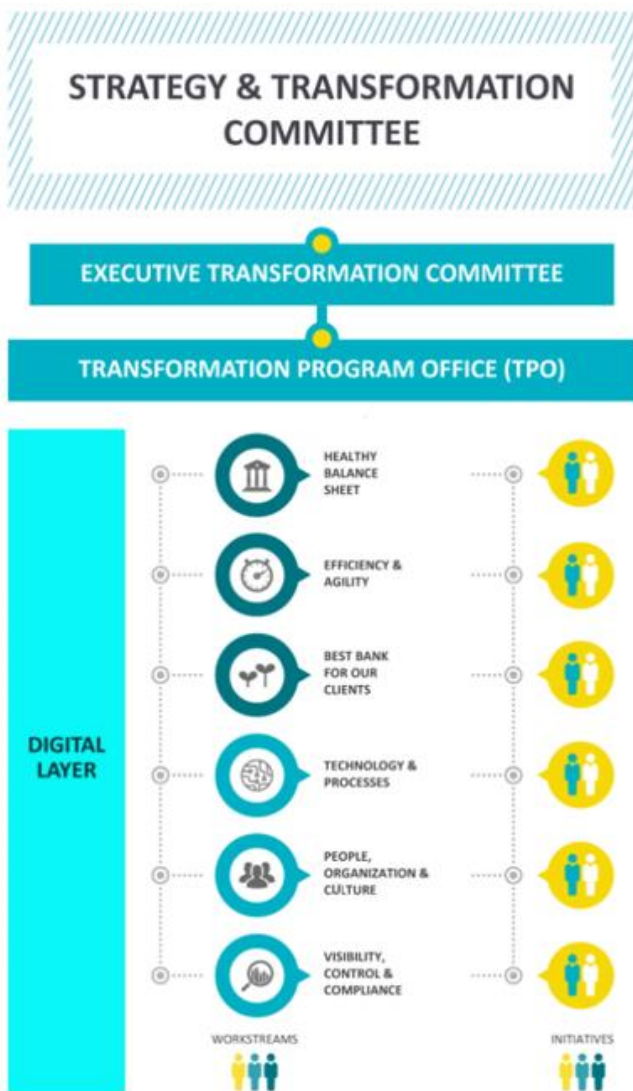 STRATEGY & TRANSFORMATION
COMMITTEE
EXECUTIVE TRANSFORMATION COMMITTEE
TRANSFORMATION PROGRAM OFFICE (TPO)
DIGITAL
LAYER
HEALTHY
BALANCE
SHEET
EFFICIENCY &
AGILITY
BEST BANK
FOR OUR
CLIENTS
TECHNOLOGY &
PROCESSES
PEOPLE,
ORGANIZATION &
CULTURE
VISIBILITY,
CONTROL &
COMPLIANCE
WORKSTREAMS
INITIATIVES